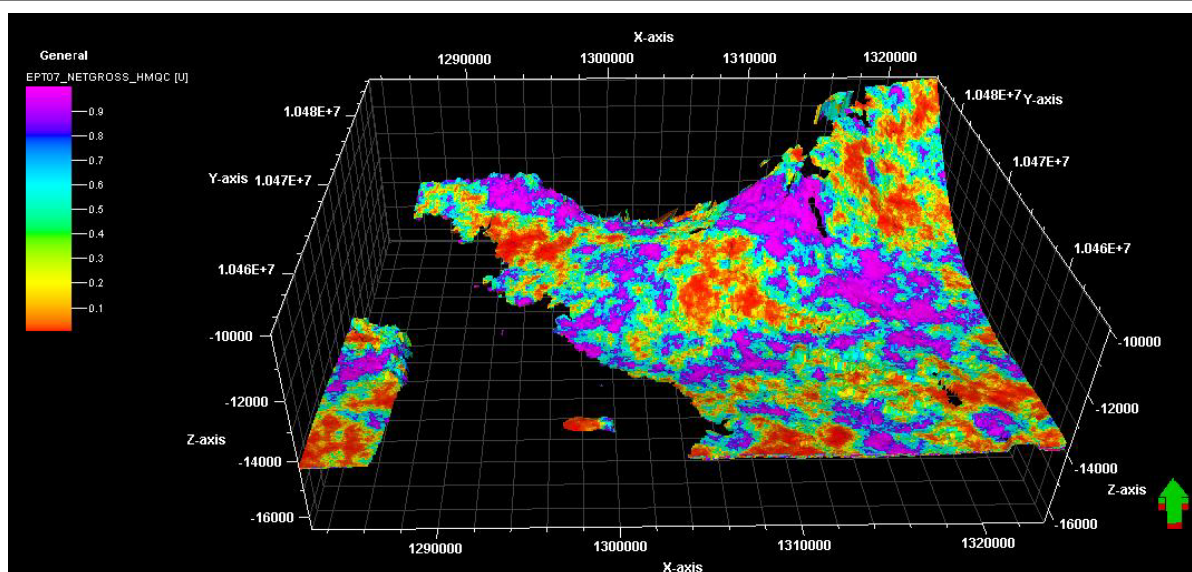 General
EPT07_NETGROSS_HMQC [U]
0.9
0.8
0.7
0.6
0.5
0.4
0.3
0.2
0.1
X-axis
1290000
1300000
1310000
1320000
1.048E+7
Y-axis
1.047E+7
1.046E+7
-10000
-12000
Z-axis
-14000
-16000
1.048E+7
Y-axis
1.047E+7
1.046E+7
-10000
-12000
-14000
Z-axis
-16000
1290000
1300000
1310000
1320000
X-axis